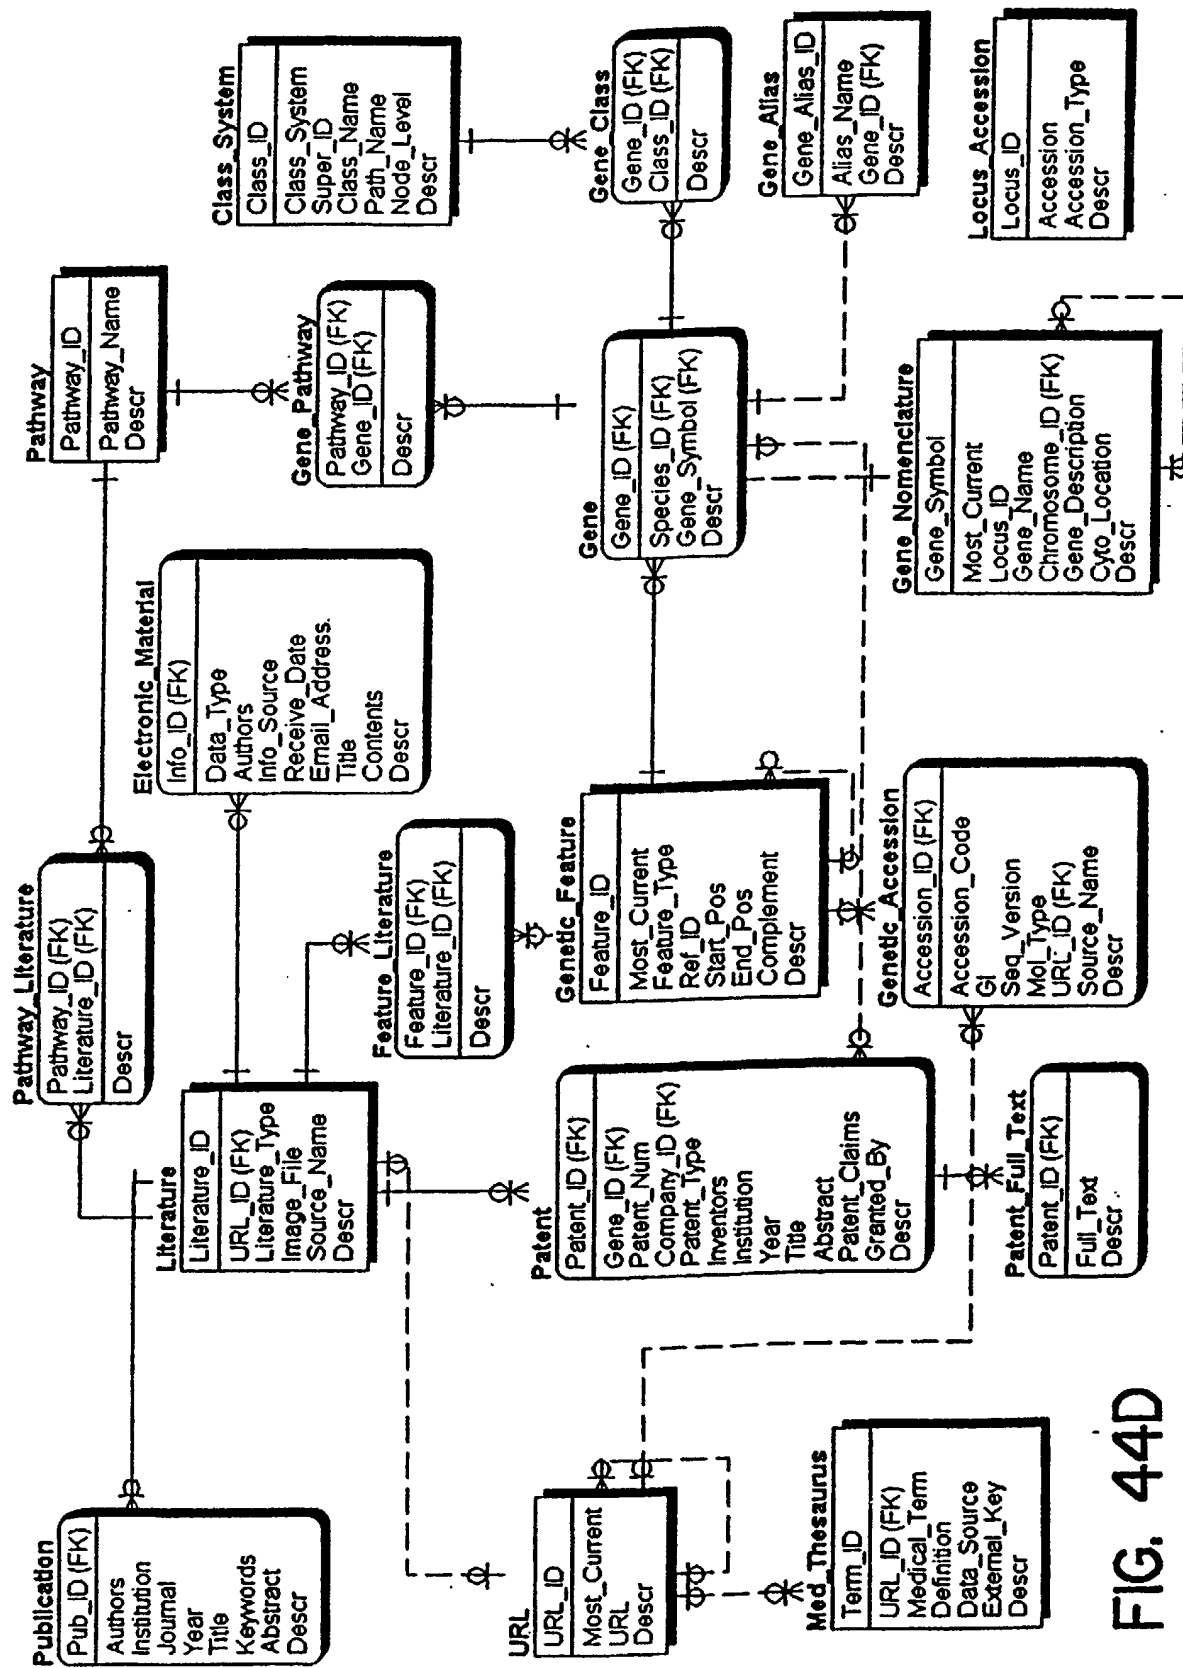 Publication
Pub_ID (FK)
Authors
Institution
Journal
Year
Title
Keywords
Abstract
Descr
Pathway_Literature
Pathway_ID (FK)
Literature_ID (FK)
Descr
Pathway
Pathway_ID
Pathway_Name
Descr
Class_System
Class_ID
Class_System
Super_ID
Class_Name
Path_Name
Node_Level
Descr
Literature
Literature_ID
URL_ID (FK)
Literature_Type
Image_File
Source_Name
Descr
Electronic_Material
Info_ID (FK)
Data_Type
Authors
Info_Source
Receive_Date
Email_Address.
Title
Contents
Descr
Gene_Pathway
Pathway_ID (FK)
Gene_ID (FK)
Descr
Feature_Literature
Feature_ID (FK)
Literature_ID (FK)
Descr
Gene_Class
Gene_ID (FK)
Class_ID (FK)
Descr
URL
URL_ID
Most_Current
URL
Descr
Patent
Patent_ID (FK)
Gene_ID (FK)
Patent_Num
Company_ID (FK)
Patent_Type
Inventors
Institution
Year
Title
Abstract
Patent_Claims
Granted_By
Descr
Genetic_Feature
Feature_ID
Most_Current
Feature_Type
Ref_ID
Start_Pos
End_Pos
Complement
Descr
Gene
Gene_ID (FK)
Species_ID (FK)
Gene_Symbol (FK)
Descr
Gene_Alias
Gene_Alias_ID
Alias_Name
Gene_ID (FK)
Descr
Med_Thesaurus
Term_ID
URL_ID (FK)
Medical_Term
Definition
Data_Source
External_Key
Descr
Patent_Full_Text
Patent_ID (FK)
Full_Text
Descr
Genetic_Accession
Accession_ID (FK)
Accession_Code
GI
Seq_Version
Mol_Type
URL_ID (FK)
Source_Name
Descr
Gene_Nomenclature
Gene_Symbol
Most_Current
Locus_ID
Gene_Name
Chromosome_ID (FK)
Gene_Description
Cyto_Location
Descr
Locus_Accession
Locus_ID
Accession
Accession_Type
Descr
FIG. 44D